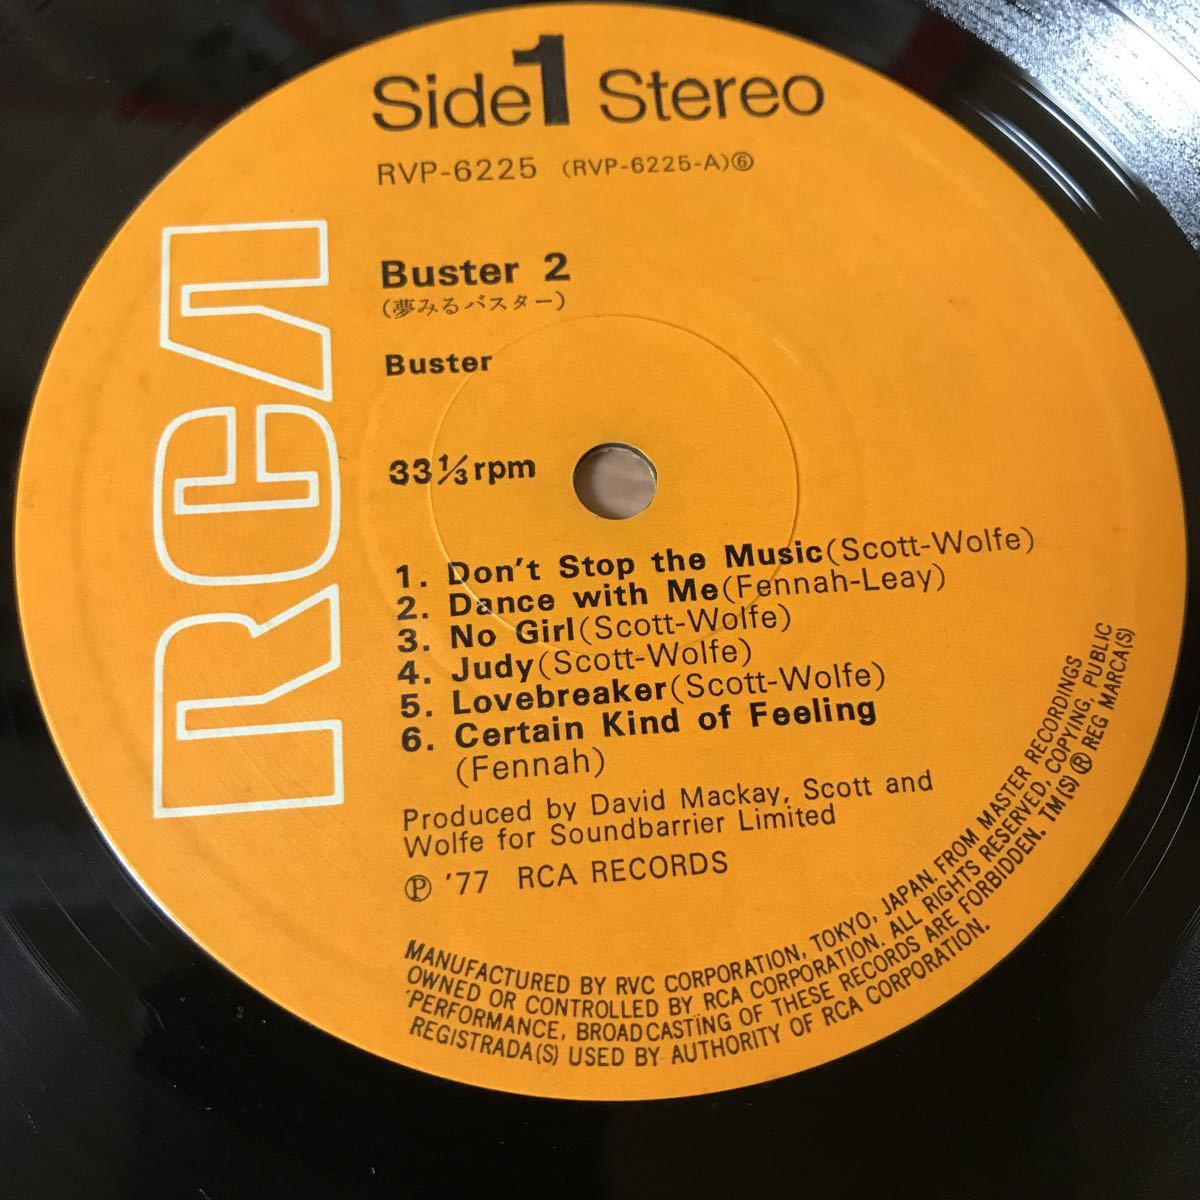 Side 1 Stereo
RVP-6225 (RVP-6225-A)⑥
RCA
Buster 2
(夢みるバスター)
Buster
33 1/3 rpm
1. Don't Stop the Music(Scott-Wolfe)
2. Dance with Me(Fennah-Leay)
3. No Girl(Scott-Wolfe)
4. Judy(Scott-Wolfe)
5. Lovebreaker(Scott-Wolfe)
6. Certain Kind of Feeling
(Fennah)
Produced by David Mackay, Scott and
Wolfe for Soundbarrier Limited
Ⓟ '77 RCA RECORDS
MANUFACTURED BY RVC CORPORATION, TOKYO, JAPAN. FROM MASTER RECORDINGS
OWNED OR CONTROLLED BY RCA CORPORATION. ALL RIGHTS RESERVED, COPYING, PUBLIC
'PERFORMANCE, BROADCASTING OF THESE RECORDS ARE FORBIDDEN. TM(S) ® REG MARCA(S)
REGISTRADA(S) USED BY AUTHORITY OF RCA CORPORATION.